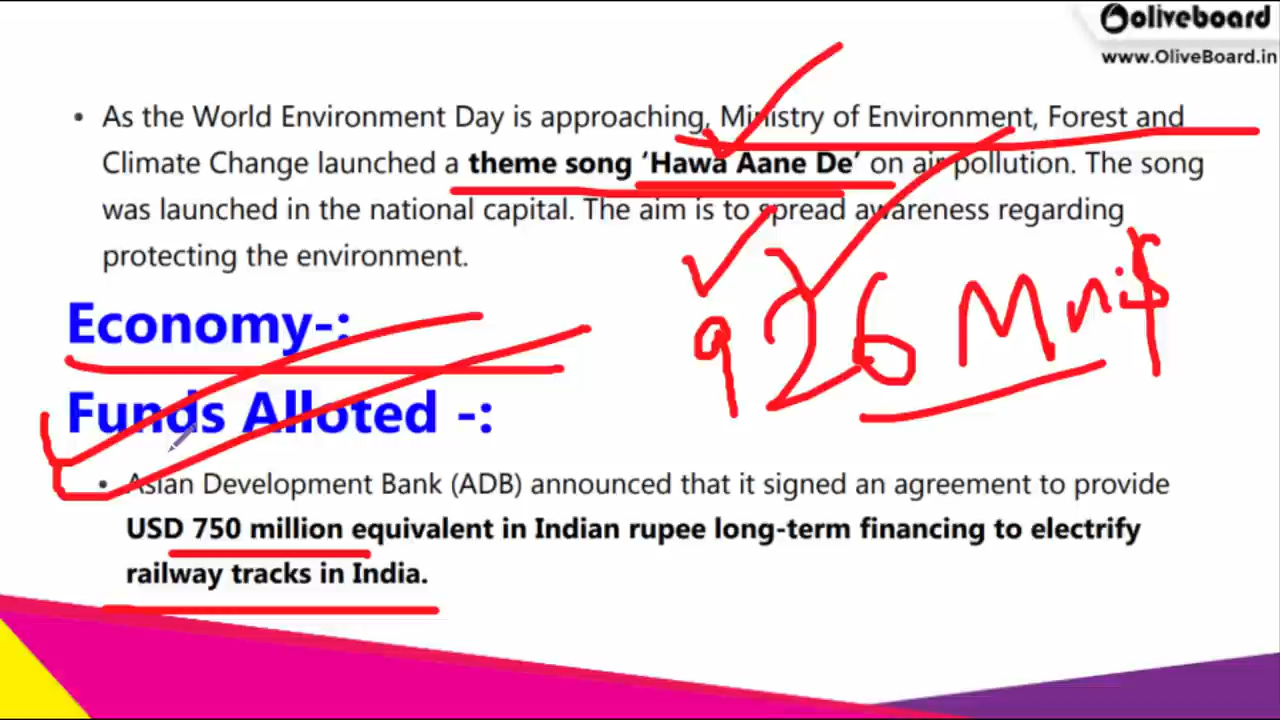 oliveboard
www.OliveBoard.in
• As the World Environment Day is approaching, Ministry of Environment, Forest and
Climate Change launched a theme song ‘Hawa Aane De’ on air pollution. The song
was launched in the national capital. The aim is to spread awareness regarding
protecting the environment.
926 Mni$
Economy-:
Funds Alloted -:
• Asian Development Bank (ADB) announced that it signed an agreement to provide
USD 750 million equivalent in Indian rupee long-term financing to electrify
railway tracks in India.